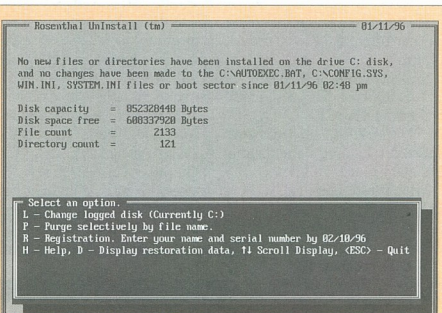 Rosenthal UnInstall (tm) 01/11/96
No new files or directories have been installed on the drive C: disk,
and no changes have been made to the C:\AUTOEXEC.BAT, C:\CONFIG.SYS,
WIN.INI, SYSTEM.INI files or boot sector since 01/11/96 02:48 pm
Disk capacity = 852328448 Bytes
Disk space free = 608337920 Bytes
File count = 2133
Directory count = 121
Select an option.
L - Change logged disk (Currently C:)
P - Purge selectively by file name.
R - Registration. Enter your name and serial number by 02/10/96
H - Help, D - Display restoration data, ↑↓ Scroll Display, <ESC> - Quit